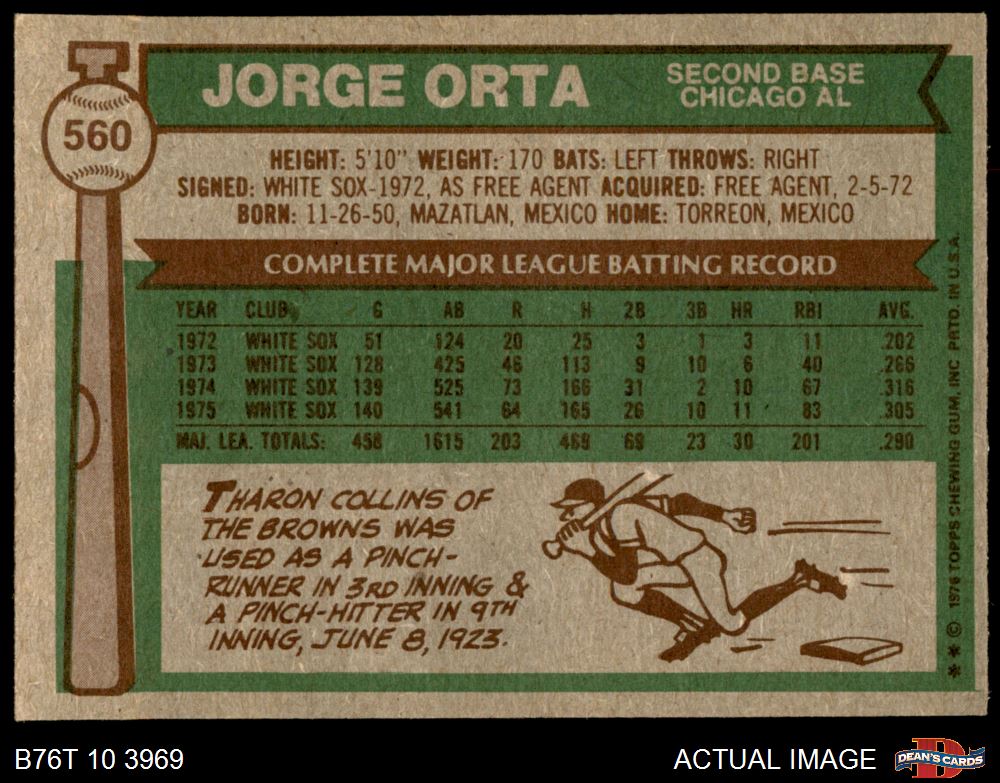 560
JORGE ORTA
SECOND BASE
CHICAGO AL
HEIGHT: 5'10" WEIGHT: 170 BATS: LEFT THROWS: RIGHT
SIGNED: WHITE SOX-1972, AS FREE AGENT ACQUIRED: FREE AGENT, 2-5-72
BORN: 11-26-50, MAZATLAN, MEXICO HOME: TORREON, MEXICO
COMPLETE MAJOR LEAGUE BATTING RECORD
YEAR CLUB G AB R H 2B 3B HR RBI AVG.
1972 WHITE SOX 51 124 20 25 3 1 3 11 .202
1973 WHITE SOX 128 425 46 113 9 10 6 40 .266
1974 WHITE SOX 139 525 73 166 31 2 10 67 .316
1975 WHITE SOX 140 541 64 165 26 10 11 83 .305
MAJ. LEA. TOTALS: 458 1615 203 469 69 23 30 201 .290
THARON COLLINS OF
THE BROWNS WAS
USED AS A PINCH-
RUNNER IN 3RD INNING &
A PINCH-HITTER IN 9TH
INNING, JUNE 8, 1923.
** © 1976 TOPPS CHEWING GUM, INC. PRTD. IN U.S.A.
B76T 10 3969
ACTUAL IMAGE
D
DEAN'S CARDS